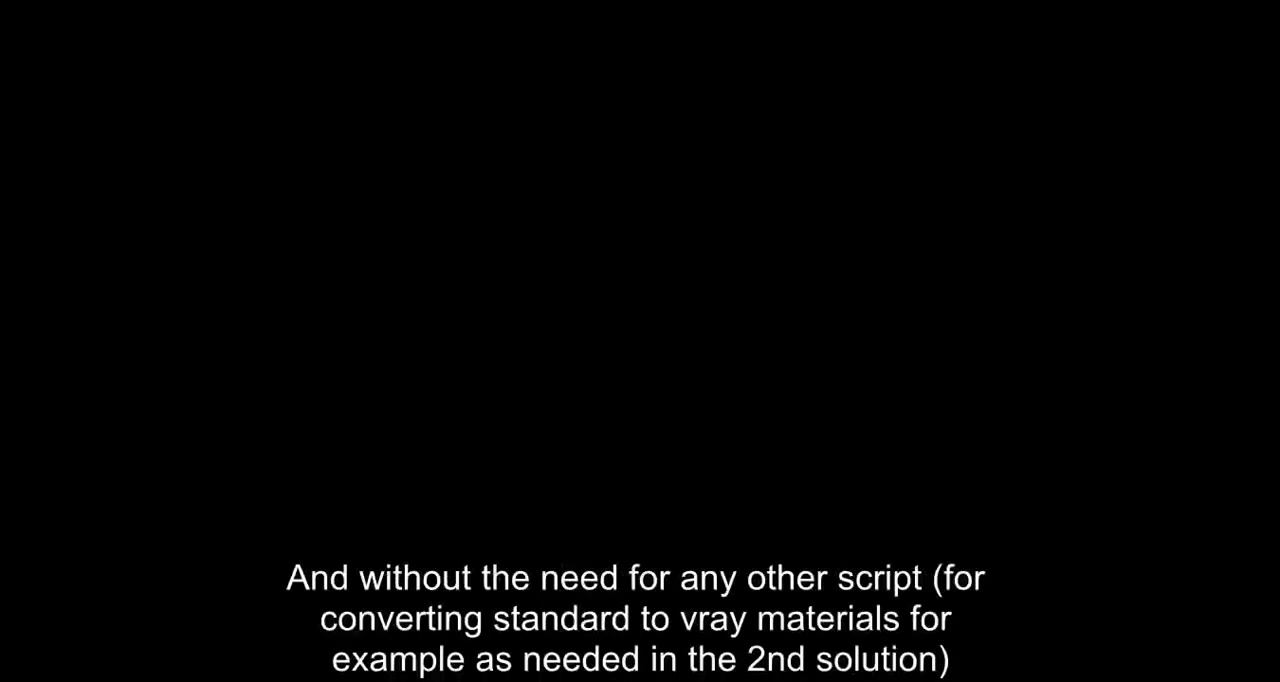 And without the need for any other script (for
converting standard to vray materials for
example as needed in the 2nd solution)